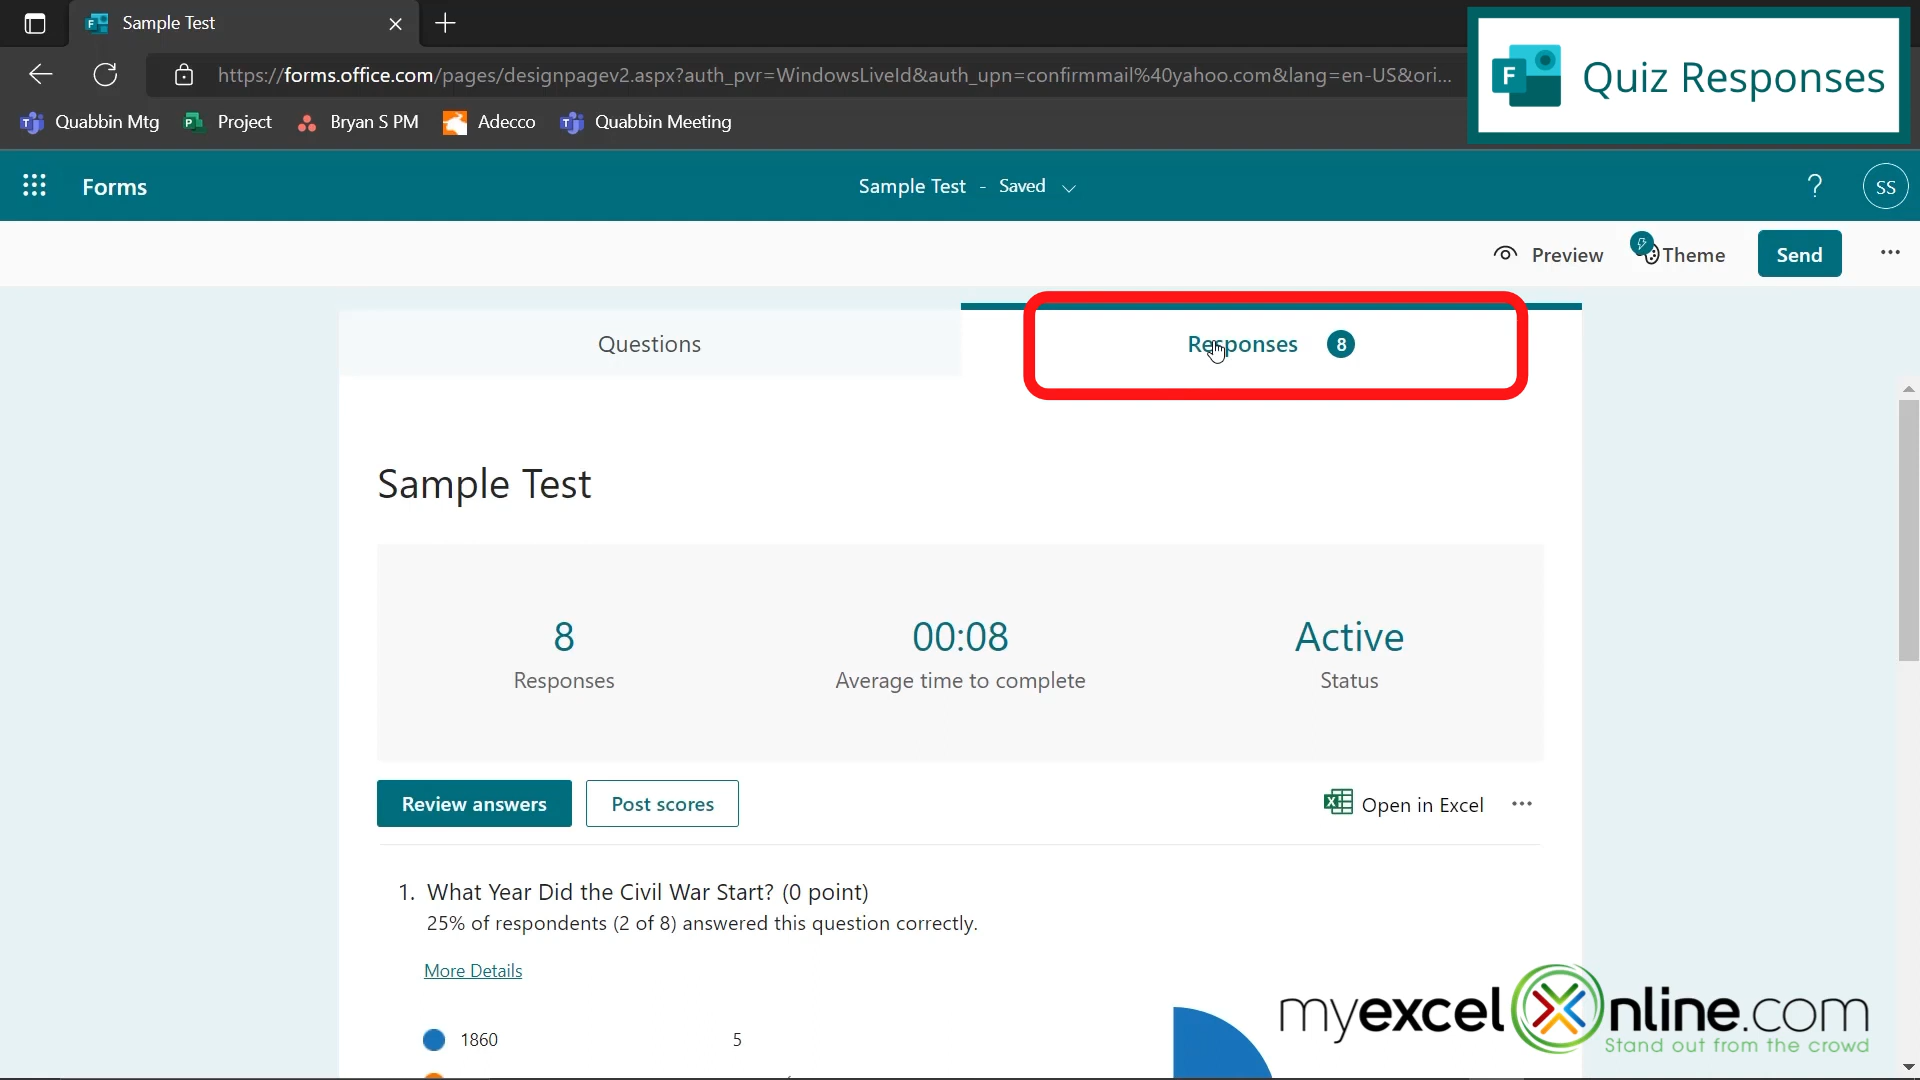 Sample Test
https://forms.office.com/pages/designpagev2.aspx?auth_pvr=WindowsLiveId&auth_upn=confirmmail%40yahoo.com&lang=en-US&ori...
F Quiz Responses
Quabbin Mtg Project Bryan S PM Adecco Quabbin Meeting
Forms Sample Test - Saved ? SS
Preview Theme Send ...
Questions Responses 8
Sample Test
8 00:08 Active
Responses Average time to complete Status
Review answers Post scores Open in Excel ...
1. What Year Did the Civil War Start? (0 point)
25% of respondents (2 of 8) answered this question correctly.
More Details
1860 5
myexcelOnline.com
Stand out from the crowd